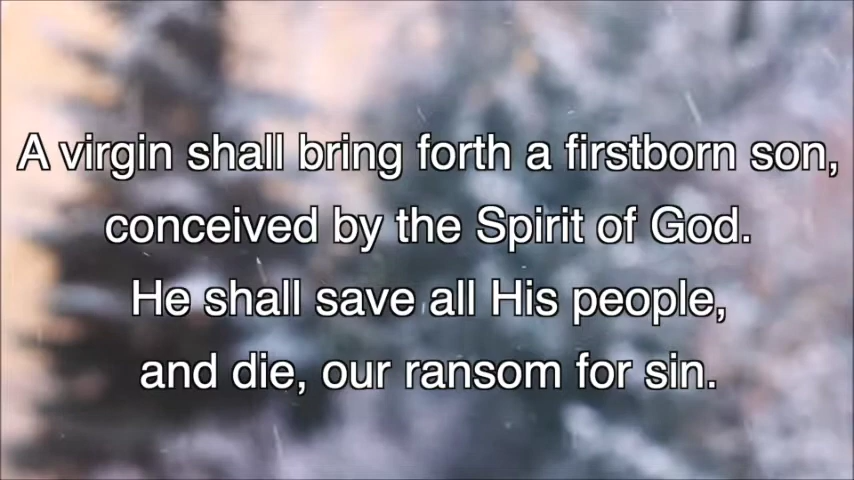 A virgin shall bring forth a firstborn son,
conceived by the Spirit of God.
He shall save all His people,
and die, our ransom for sin.